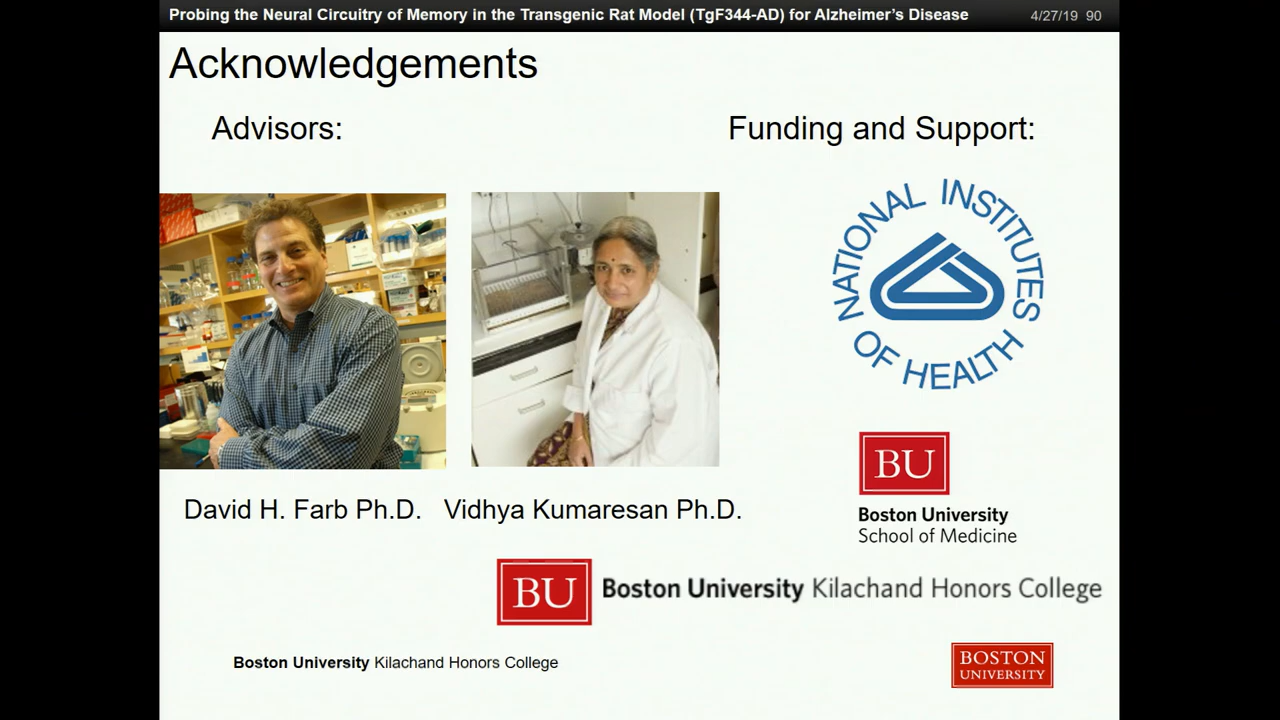 Probing the Neural Circuitry of Memory in the Transgenic Rat Model (TgF344-AD) for Alzheimer’s Disease
4/27/19 90
Acknowledgements
Advisors:
Funding and Support:
NATIONAL INSTITUTES
OF HEALTH
David H. Farb Ph.D.
Vidhya Kumaresan Ph.D.
BU
Boston University
School of Medicine
BU
Boston University Kilachand Honors College
Boston University Kilachand Honors College
BOSTON
UNIVERSITY